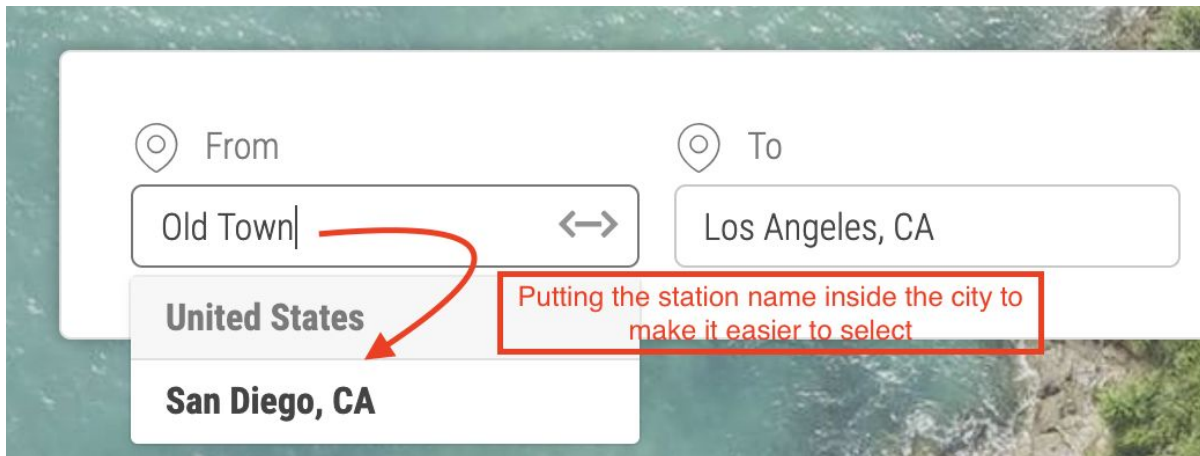 From
To
Old Town
Los Angeles, CA
United States
Putting the station name inside the city to
make it easier to select
San Diego, CA